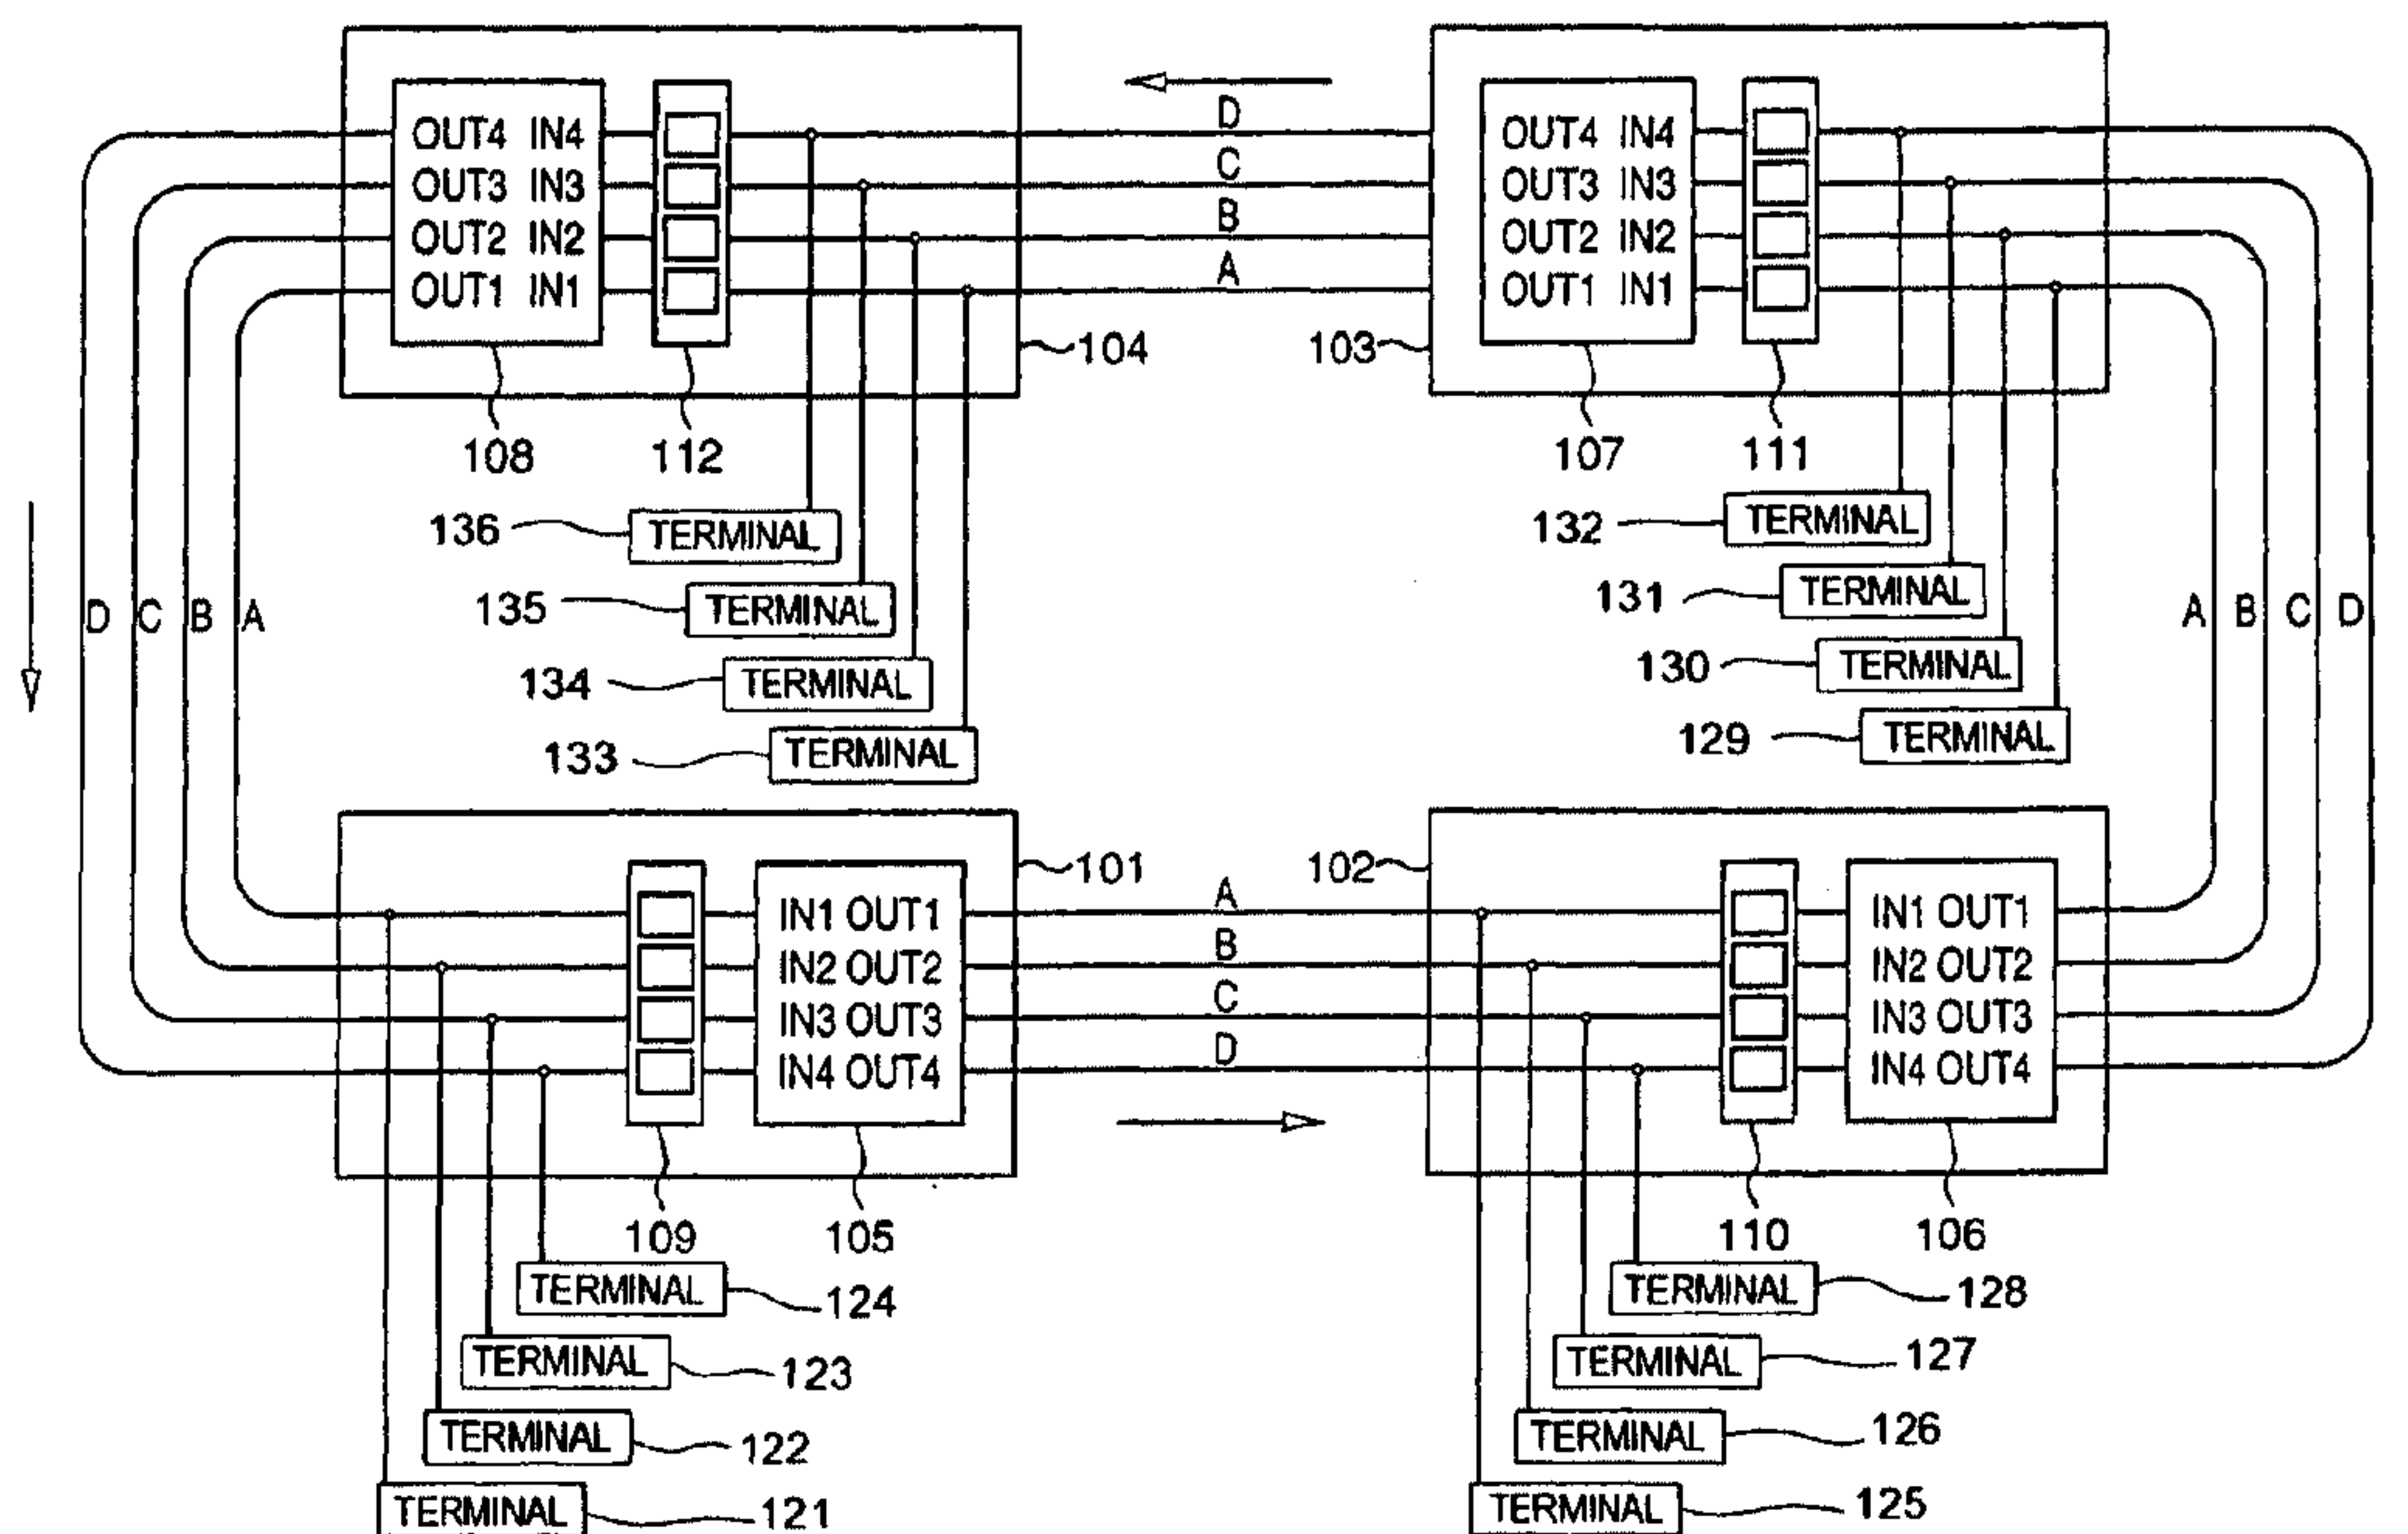 D
OUT4 IN4
OUT3 IN3
OUT2 IN2
OUT1 IN1
C
B
A
OUT4 IN4
OUT3 IN3
OUT2 IN2
OUT1 IN1
104
103
108
112
107
111
136
TERMINAL
132
TERMINAL
135
TERMINAL
131
TERMINAL
D C B A
A B C D
134
TERMINAL
130
TERMINAL
133
TERMINAL
129
TERMINAL
101
102
IN1 OUT1
IN2 OUT2
IN3 OUT3
IN4 OUT4
A
B
C
D
IN1 OUT1
IN2 OUT2
IN3 OUT3
IN4 OUT4
109
105
110
106
TERMINAL
124
TERMINAL
128
TERMINAL
123
TERMINAL
127
TERMINAL
122
TERMINAL
126
TERMINAL
121
TERMINAL
125